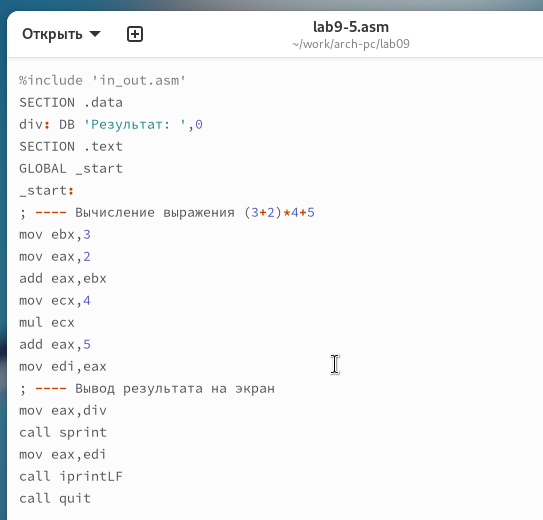 Открыть
lab9-5.asm
~/work/arch-pc/lab09
%include 'in_out.asm'
SECTION .data
div: DB 'Результат: ',0
SECTION .text
GLOBAL _start
_start:
; ---- Вычисление выражения (3+2)*4+5
mov ebx,3
mov eax,2
add eax,ebx
mov ecx,4
mul ecx
add eax,5
mov edi,eax
; ---- Вывод результата на экран
mov eax,div
call sprint
mov eax,edi
call iprintLF
call quit